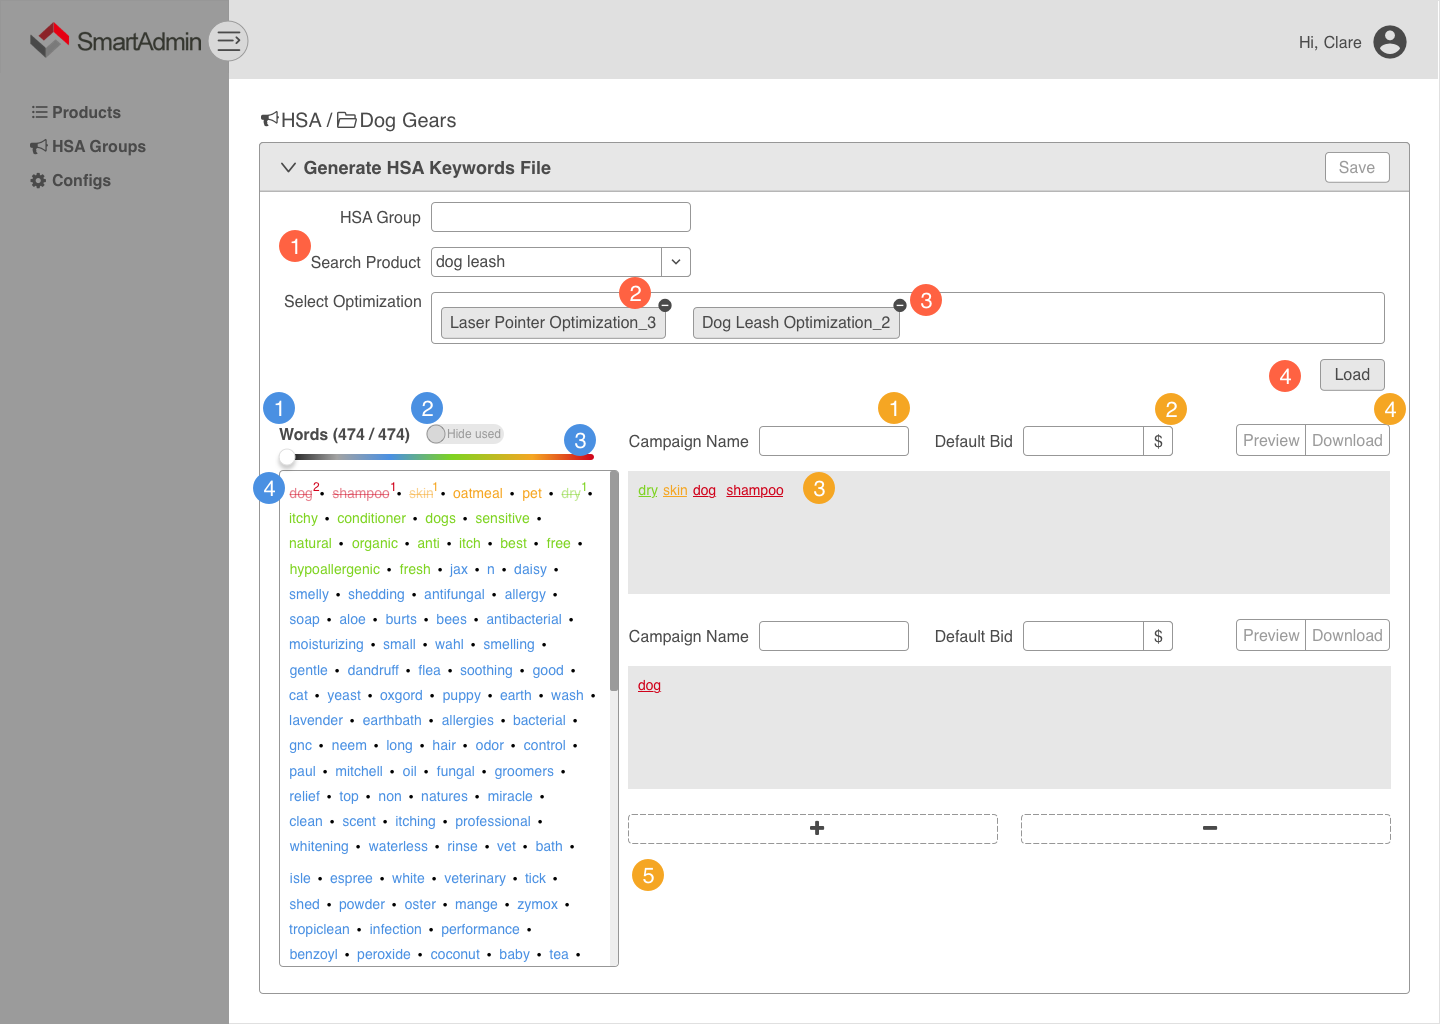 SmartAdmin
Hi, Clare
Products
HSA Groups
Configs
HSA / Dog Gears
Generate HSA Keywords File
Save
HSA Group
1
Search Product dog leash
Select Optimization
2
3
Laser Pointer Optimization_3 Dog Leash Optimization_2
4 Load
1 2
Words (474 / 474) Hide used
3
4
dog2 • shampoo1 • skin1 • oatmeal • pet • dry1 •
itchy • conditioner • dogs • sensitive •
natural • organic • anti • itch • best • free •
hypoallergenic • fresh • jax • n • daisy •
smelly • shedding • antifungal • allergy •
soap • aloe • burts • bees • antibacterial •
moisturizing • small • wahl • smelling •
gentle • dandruff • flea • soothing • good •
cat • yeast • oxgord • puppy • earth • wash •
lavender • earthbath • allergies • bacterial •
gnc • neem • long • hair • odor • control •
paul • mitchell • oil • fungal • groomers •
relief • top • non • natures • miracle •
clean • scent • itching • professional •
whitening • waterless • rinse • vet • bath •
isle • espree • white • veterinary • tick •
shed • powder • oster • mange • zymox •
tropiclean • infection • performance •
benzoyl • peroxide • coconut • baby • tea •
1 2 4
Campaign Name Default Bid $ Preview Download
dry skin dog shampoo 3
Campaign Name Default Bid $ Preview Download
dog
5